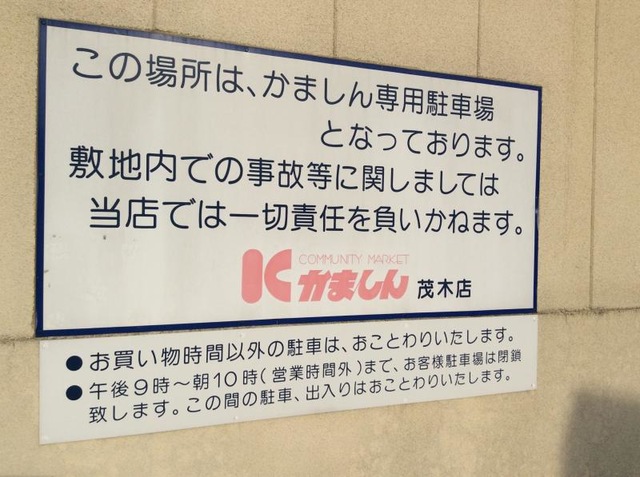 この場所は、かましん専用駐車場
となっております。
敷地内での事故等に関しましては
当店では一切責任を負いかねます。
COMMUNITY MARKET
K かましん 茂木店
●お買い物時間以外の駐車は、おことわりいたします。
●午後9時～朝10時(営業時間外)まで、お客様駐車場は閉鎖
致します。この間の駐車、出入りはおことわりいたします。